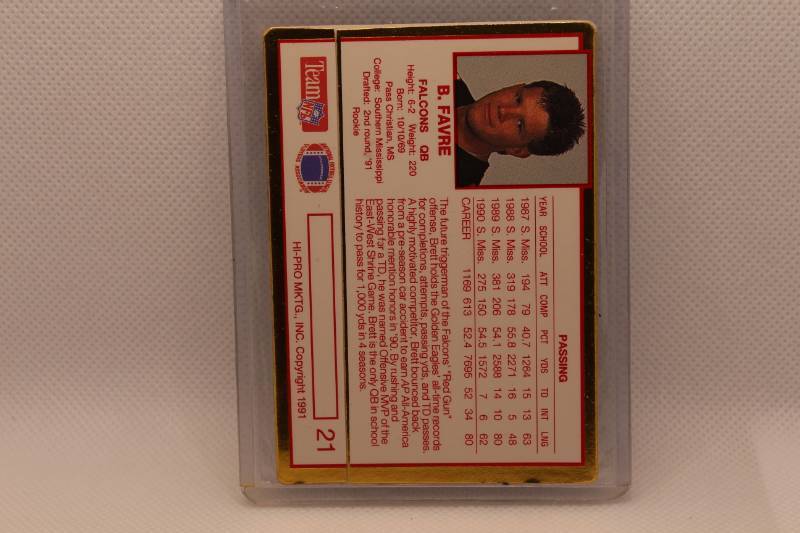 B. FAVRE
FALCONS QB
Height: 6-2 Weight: 220
Born: 10/10/69
Pass Christian, MS
College: Southern Mississippi
Drafted: 2nd round, '91
Rookie
PASSING
YEAR SCHOOL ATT COMP PCT YDS TD INT LNG
1987 S. Miss. 194 79 40.7 1264 15 13 63
1988 S. Miss. 319 178 55.8 2271 16 5 48
1989 S. Miss. 381 206 54.1 2588 14 10 80
1990 S. Miss. 275 150 54.5 1572 7 6 62
CAREER 1169 613 52.4 7695 52 34 80
The future triggerman of the Falcons' "Red Gun"
offense, Brett holds the Golden Eagles' all-time records
for completions, attempts, passing yds, and TD passes.
A highly motivated competitor, Brett bounced back
from a pre-season car accident to earn AP All-America
honorable mention honors in '90. By rushing and
passing for a TD, he was named Offensive MVP of the
East-West Shrine Game. Brett is the only QB in school
history to pass for 1,000 yds in 4 seasons.
Team
NFL
21
HI-PRO MKTG., INC. Copyright 1991